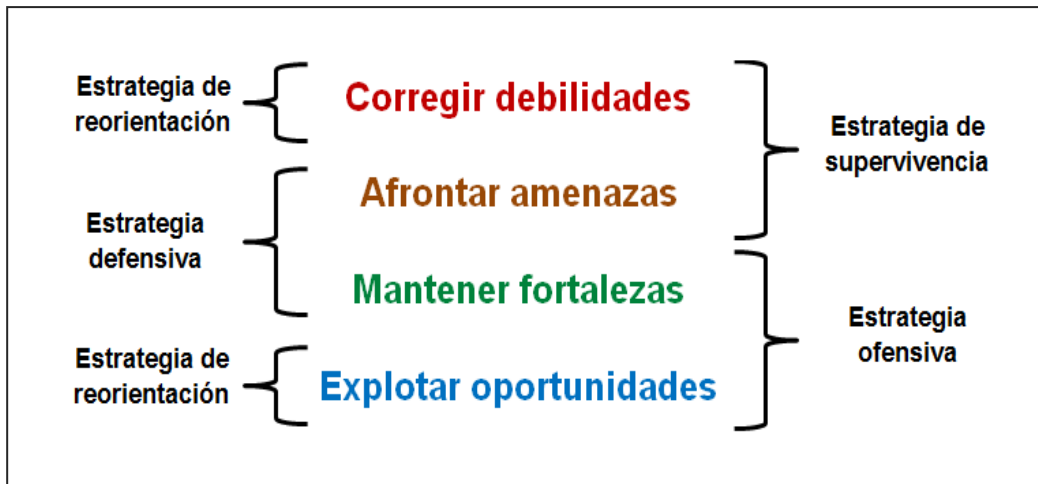 Estrategia de
reorientación
Corregir debilidades
Estrategia de
supervivencia
Afrontar amenazas
Estrategia
defensiva
Mantener fortalezas
Estrategia
ofensiva
Estrategia de
reorientación
Explotar oportunidades